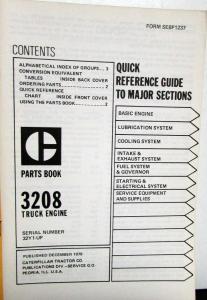 FORM SEBF1237
CONTENTS
ALPHABETICAL INDEX OF GROUPS... 3
CONVERSION EQUIVALENT
TABLES INSIDE BACK COVER
ORDERING PARTS 2
QUICK REFERENCE
CHART INSIDE FRONT COVER
USING THE PARTS BOOK 2
PARTS BOOK
3208
TRUCK ENGINE
SERIAL NUMBER
32Y1-UP
PUBLISHED DECEMBER 1976
CATERPILLAR TRACTOR CO.
PUBLICATIONS DIV.-SERVICE G.O.
PEORIA, ILL. U.S.A.
QUICK
REFERENCE GUIDE
TO MAJOR SECTIONS
BASIC ENGINE
LUBRICATION SYSTEM
COOLING SYSTEM
INTAKE &
EXHAUST SYSTEM
FUEL SYSTEM
& GOVERNOR
STARTING &
ELECTRICAL SYSTEM
SERVICE EQUIPMENT
AND SUPPLIES